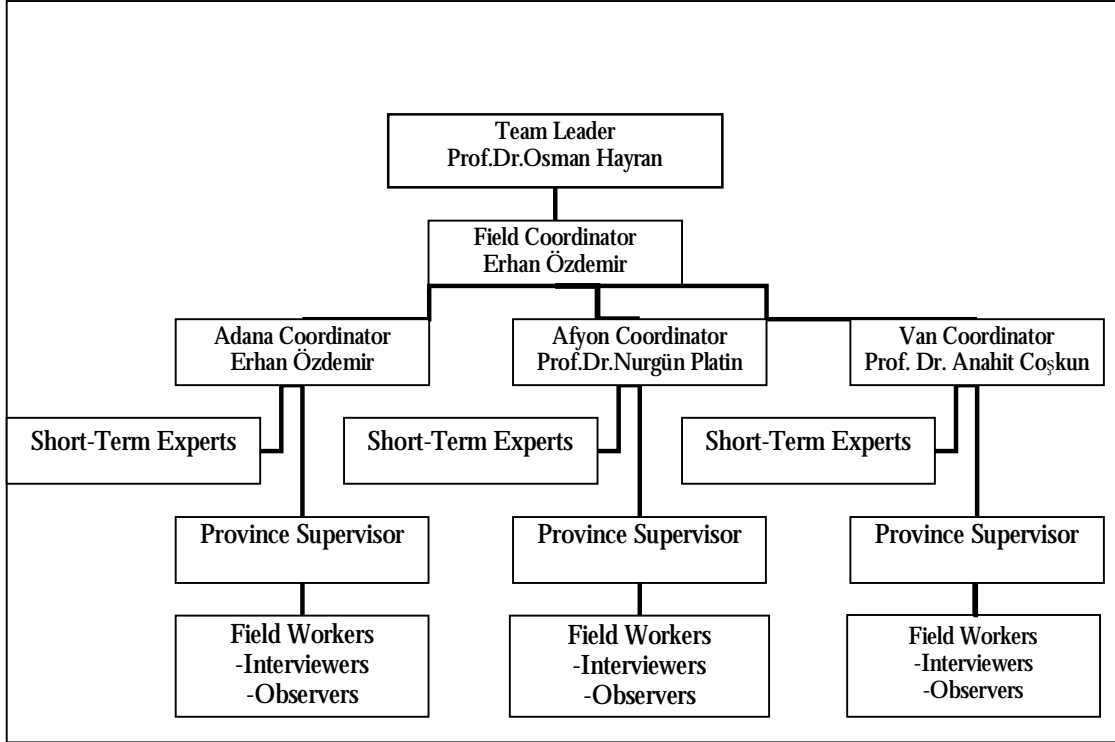 Team Leader
Prof.Dr.Osman Hayran
Field Coordinator
Erhan Özdemir
Adana Coordinator
Erhan Özdemir
Afyon Coordinator
Prof.Dr.Nurgün Platin
Van Coordinator
Prof. Dr. Anahit Coşkun
Short-Term Experts
Short-Term Experts
Short-Term Experts
Province Supervisor
Province Supervisor
Province Supervisor
Field Workers
-Interviewers
-Observers
Field Workers
-Interviewers
-Observers
Field Workers
-Interviewers
-Observers